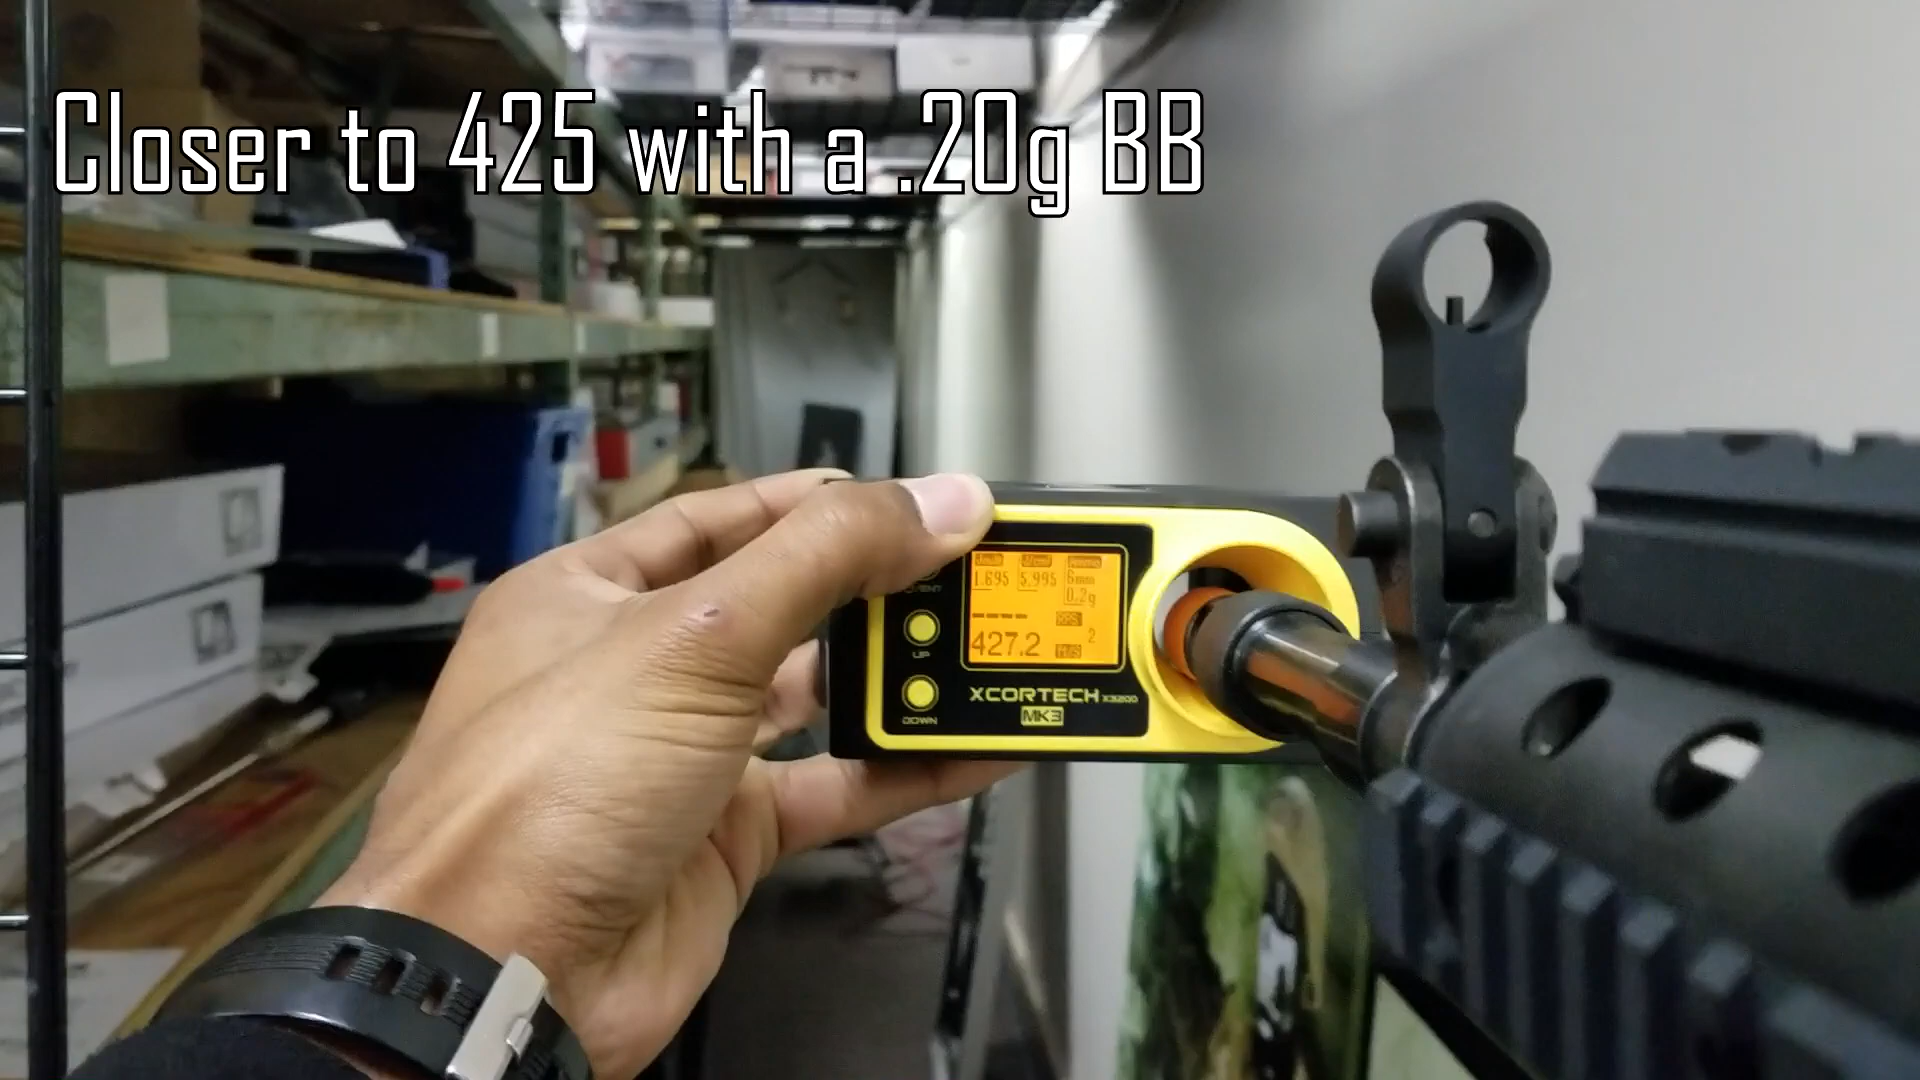 Closer to 425 with a .20g BB
1.695 5.995 6mm
0.2g
427.2 ft/s 2
UP
XCORTECH X3200
MK3
DOWN